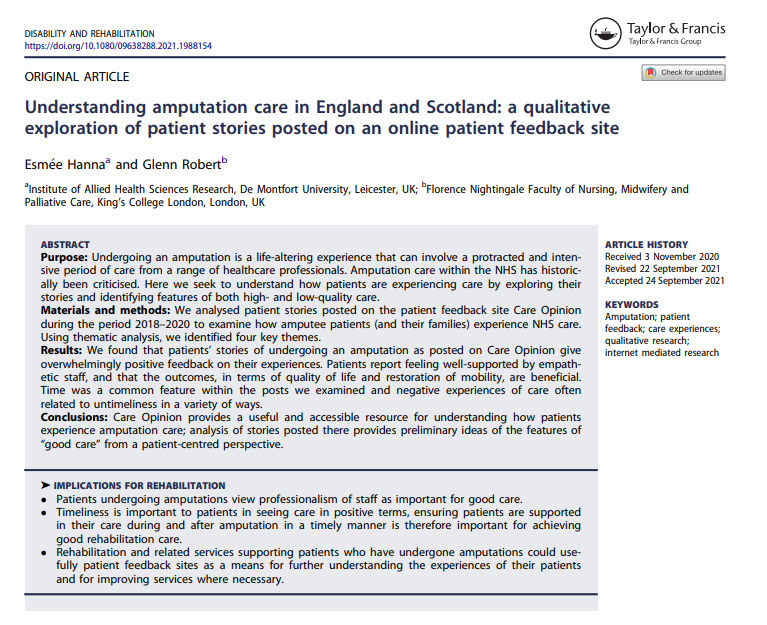 DISABILITY AND REHABILITATION
https://doi.org/10.1080/09638288.2021.1988154
Taylor & Francis
Taylor & Francis Group
ORIGINAL ARTICLE
Check for updates
Understanding amputation care in England and Scotland: a qualitative
exploration of patient stories posted on an online patient feedback site
Esmée Hannaᵃ and Glenn Robertᵇ
ᵃInstitute of Allied Health Sciences Research, De Montfort University, Leicester, UK; ᵇFlorence Nightingale Faculty of Nursing, Midwifery and
Palliative Care, King's College London, London, UK
ABSTRACT
Purpose: Undergoing an amputation is a life-altering experience that can involve a protracted and inten-
sive period of care from a range of healthcare professionals. Amputation care within the NHS has historic-
ally been criticised. Here we seek to understand how patients are experiencing care by exploring their
stories and identifying features of both high- and low-quality care.
Materials and methods: We analysed patient stories posted on the patient feedback site Care Opinion
during the period 2018–2020 to examine how amputee patients (and their families) experience NHS care.
Using thematic analysis, we identified four key themes.
Results: We found that patients' stories of undergoing an amputation as posted on Care Opinion give
overwhelmingly positive feedback on their experiences. Patients report feeling well-supported by empath-
etic staff, and that the outcomes, in terms of quality of life and restoration of mobility, are beneficial.
Time was a common feature within the posts we examined and negative experiences of care often
related to untimeliness in a variety of ways.
Conclusions: Care Opinion provides a useful and accessible resource for understanding how patients
experience amputation care; analysis of stories posted there provides preliminary ideas of the features of
"good care" from a patient-centred perspective.
ARTICLE HISTORY
Received 3 November 2020
Revised 22 September 2021
Accepted 24 September 2021
KEYWORDS
Amputation; patient
feedback; care experiences;
qualitative research;
internet mediated research
➤ IMPLICATIONS FOR REHABILITATION
• Patients undergoing amputations view professionalism of staff as important for good care.
• Timeliness is important to patients in seeing care in positive terms, ensuring patients are supported
in their care during and after amputation in a timely manner is therefore important for achieving
good rehabilitation care.
• Rehabilitation and related services supporting patients who have undergone amputations could use-
fully patient feedback sites as a means for further understanding the experiences of their patients
and for improving services where necessary.